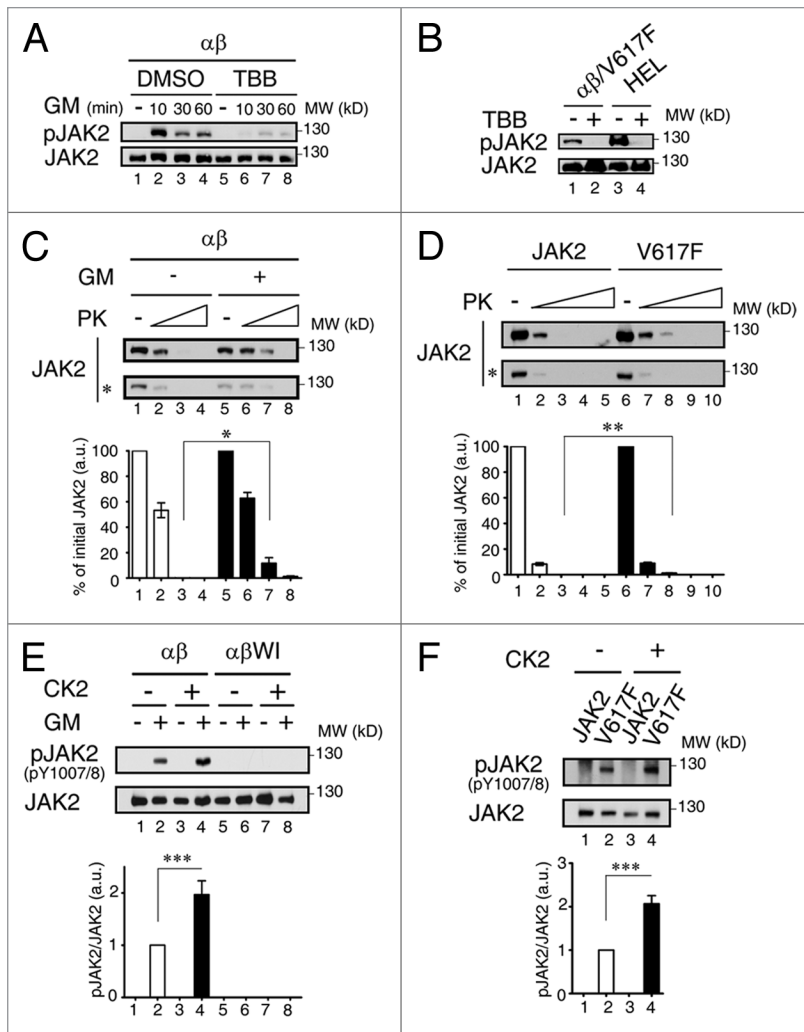 A
αβ
DMSO TBB
GM (min) - 10 30 60 - 10 30 60 MW (kD)
pJAK2 130
JAK2 130
1 2 3 4 5 6 7 8
B
αβ/V617F
HEL
TBB - + - + MW (kD)
pJAK2 130
JAK2
1 2 3 4
C
αβ
GM - +
PK - - MW (kD)
JAK2
130
* 130
1 2 3 4 5 6 7 8
*
% of initial JAK2 (a.u.)
100
80
60
40
20
0
1 2 3 4 5 6 7 8
D
JAK2 V617F
PK - - MW (kD)
JAK2
130
* 130
1 2 3 4 5 6 7 8 9 10
**
% of initial JAK2 (a.u.)
100
80
60
40
20
0
1 2 3 4 5 6 7 8 9 10
E
αβ αβWI
CK2 - + - +
GM - + - + - + - + MW (kD)
pJAK2 130
(pY1007/8)
JAK2 130
1 2 3 4 5 6 7 8
***
pJAK2/JAK2 (a.u.)
2
1
0
1 2 3 4 5 6 7 8
F
CK2 - +
JAK2 V617F JAK2 V617F
MW (kD)
pJAK2 130
(pY1007/8)
JAK2 130
1 2 3 4
***
pJAK2/JAK2 (a.u.)
3
2
1
0
1 2 3 4